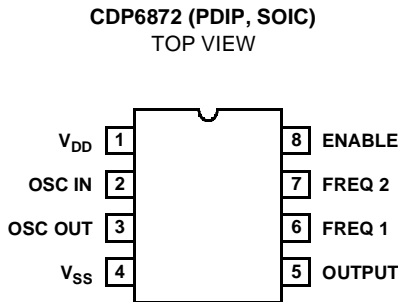 CDP6872 (PDIP, SOIC)
TOP VIEW
VDD 1 8 ENABLE
OSC IN 2 7 FREQ 2
OSC OUT 3 6 FREQ 1
VSS 4 5 OUTPUT